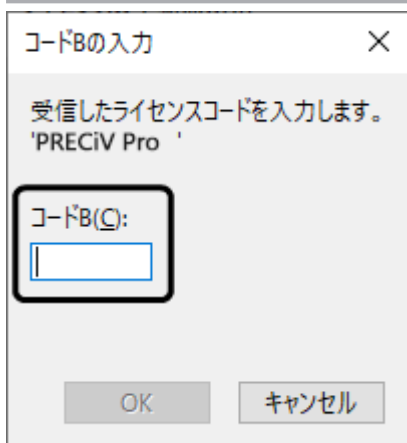 コードBの入力
受信したライセンスコードを入力します。
'PRECiV Pro '
コードB(C):
OK
キャンセル